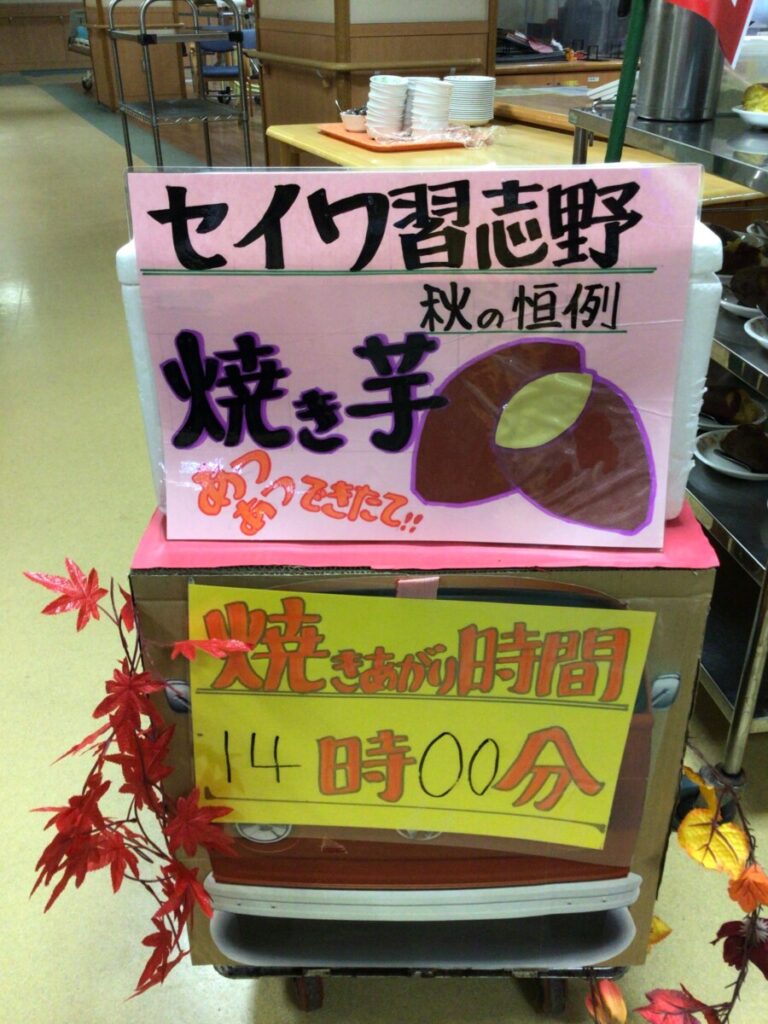 セイワ習志野
秋の恒例
焼き芋
あつ
あつできたて!!
焼きあがり時間
14時00分